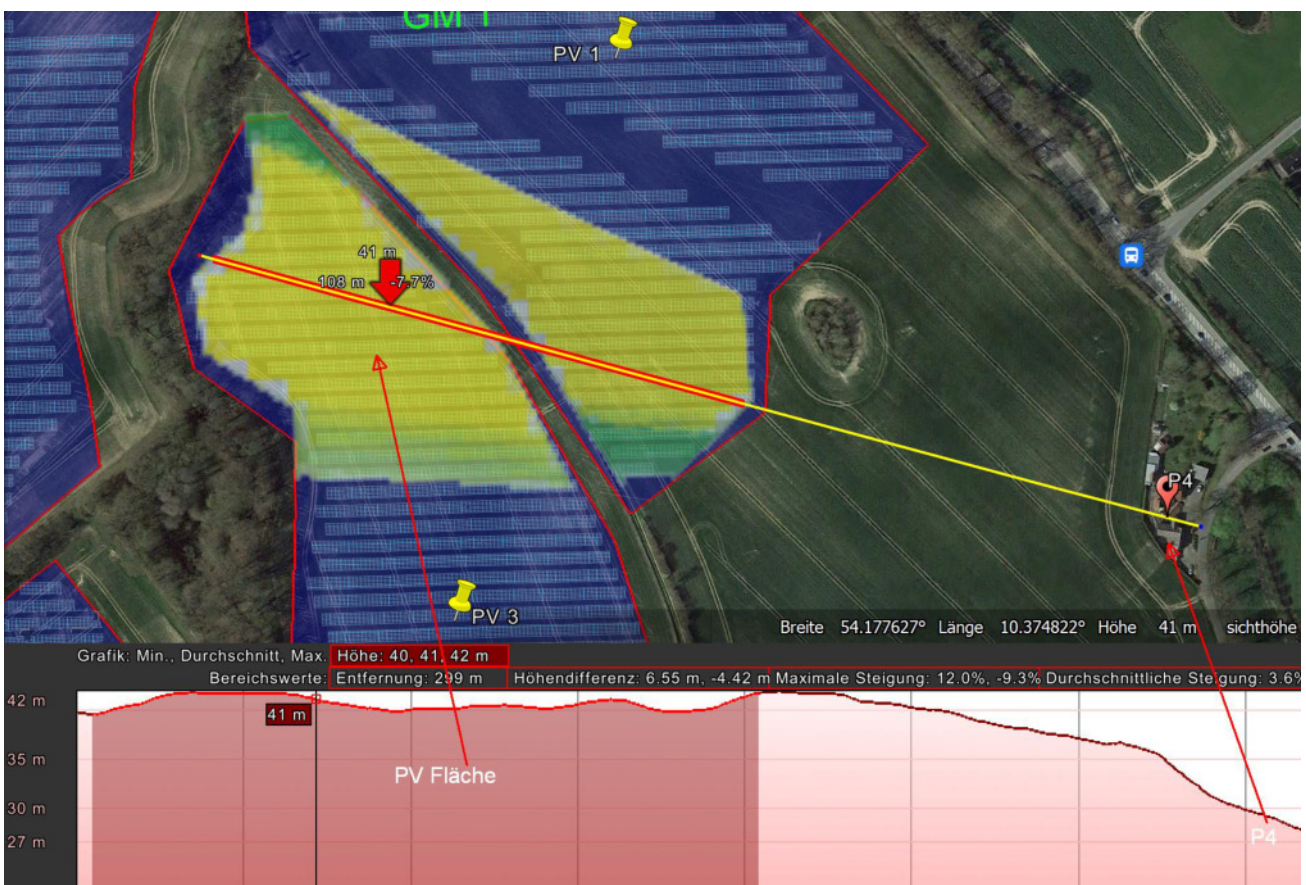 GM 1
PV 1
41 m
108 m -7.7%
P4
PV 3
Breite 54.177627° Länge 10.374822° Höhe 41 m sichthöhe
Grafik: Min., Durchschnitt, Max. Höhe: 40, 41, 42 m
Bereichswerte: Entfernung: 299 m Höhendifferenz: 6.55 m, -4.42 m Maximale Steigung: 12.0%, -9.3% Durchschnittliche Steigung: 3.6%
42 m
41 m
35 m
PV Fläche
30 m
P4
27 m